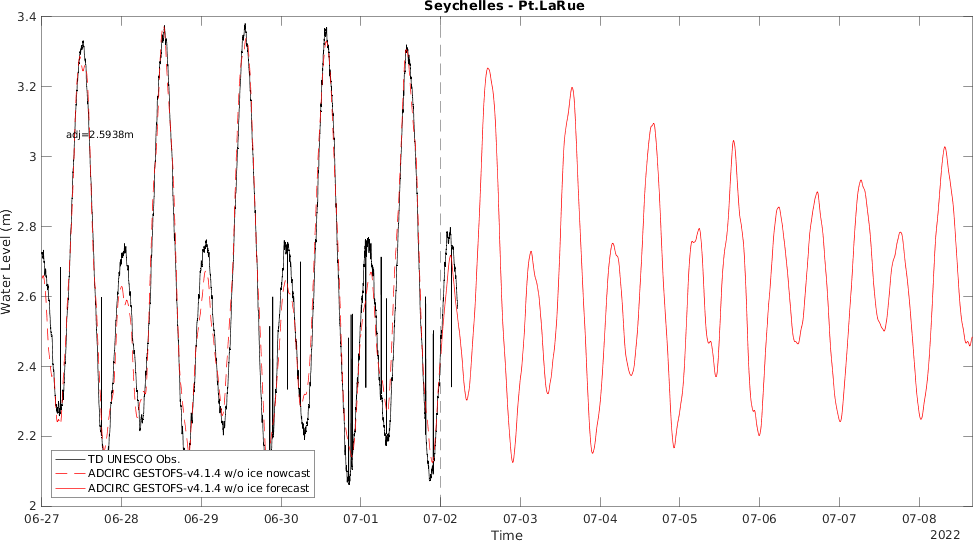 Seychelles - Pt.LaRue
3.4
3.2
3
2.8
2.6
2.4
2.2
2
Water Level (m)
adj=2.5938m
TD UNESCO Obs.
ADCIRC GESTOFS-v4.1.4 w/o ice nowcast
ADCIRC GESTOFS-v4.1.4 w/o ice forecast
06-27 06-28 06-29 06-30 07-01 07-02 07-03 07-04 07-05 07-06 07-07 07-08
Time
2022